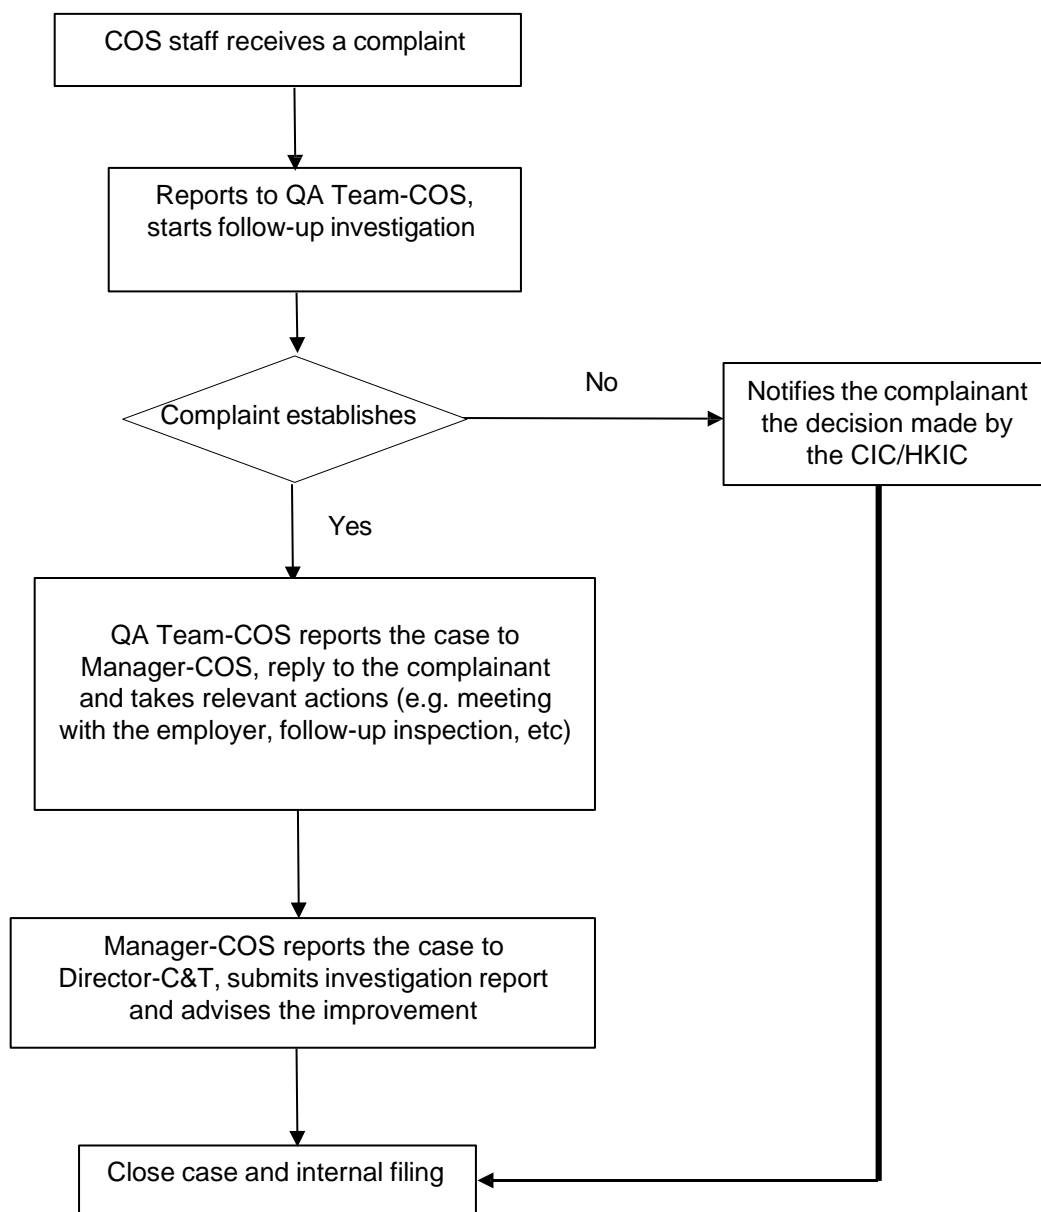 COS staff receives a complaint
Reports to QA Team-COS,
starts follow-up investigation
Complaint establishes
No
Notifies the complainant
the decision made by
the CIC/HKIC
Yes
QA Team-COS reports the case to
Manager-COS, reply to the complainant
and takes relevant actions (e.g. meeting
with the employer, follow-up inspection, etc)
Manager-COS reports the case to
Director-C&T, submits investigation report
and advises the improvement
Close case and internal filing